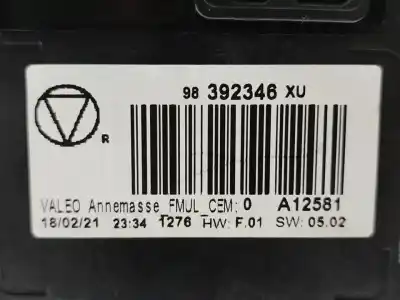 98 392346 XU
R
VALEO Annemasse FMUL_CEM: 0 A12581
18/02/21 23:34 1276 HW: F.01 SW: 05.02